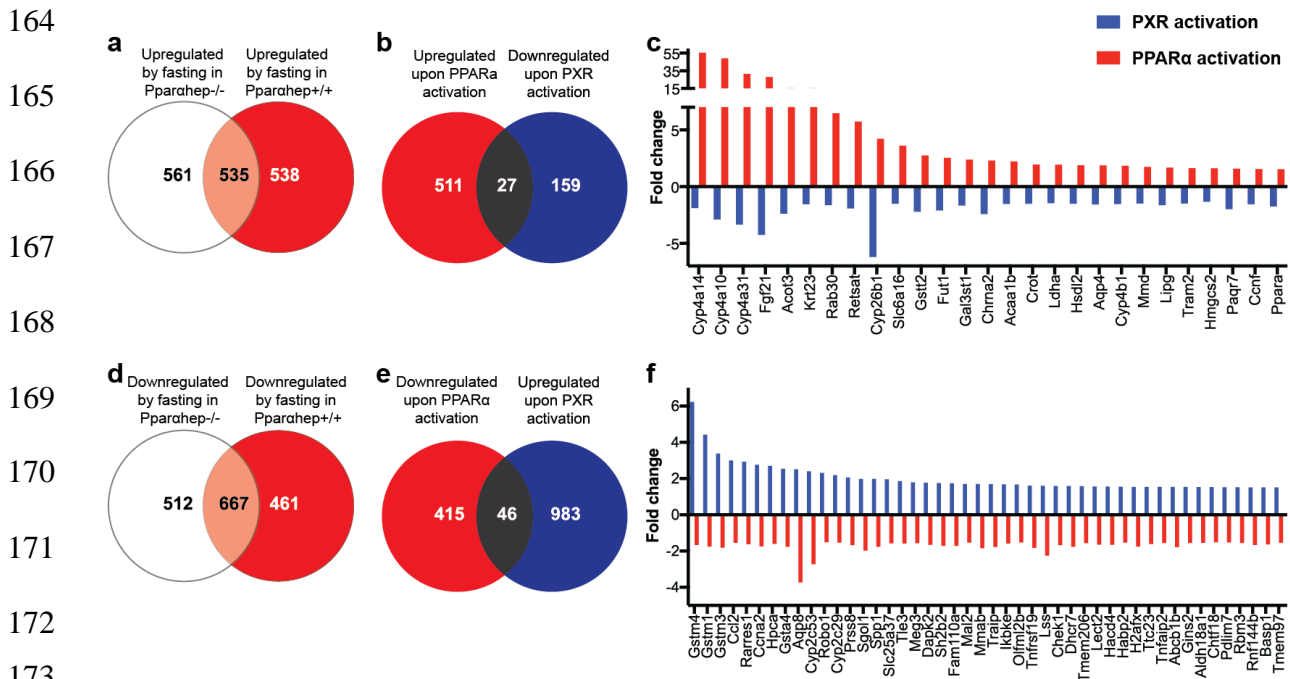 164
165
166
167
168
169
170
171
172
173
a
Upregulated
by fasting in
Pparαhep-/-
Upregulated
by fasting in
Pparαhep+/+
561
535
538
b
Upregulated
upon PPARa
activation
Downregulated
upon PXR
activation
511
27
159
c
PXR activation
PPARα activation
Fold change
55
35
15
5
0
-5
Cyp4a14
Cyp4a10
Cyp4a31
Fgf21
Acot3
Krt23
Rab30
Retsat
Cyp26b1
Slc6a16
Gstt2
Fut1
Gal3st1
Chrna2
Acaa1b
Crot
Ldha
Hsdl2
Aqp4
Cyp4b1
Mmd
Lipg
Tram2
Hmgcs2
Paqr7
Ccnf
Ppara
d
Downregulated
by fasting in
Pparαhep-/-
Downregulated
by fasting in
Pparαhep+/+
512
667
461
e
Downregulated
upon PPARα
activation
Upregulated
upon PXR
activation
415
46
983
f
Fold change
6
4
2
0
-2
-4
Gstm4
Gstm1
Gstm3
Ccl2
Rarres1
Ccna2
Hpca
Gsta4
Aqp8
Cyp2c53
Robo1
Cyp2c29
Prss8
Sgol1
Spp1
Slc25a37
Tle3
Meg3
Dapk2
Sh2b2
Fam110a
Mal2
Mmab
Traip
Ikbke
Olfml2b
Tnfrsf19
Lss
Chek1
Dhcr7
Tmem206
Lect2
Hacd4
Habp2
H2afx
Ttc23
Tnfaip2
Abcb1b
Gins2
Aldh18a1
Chtf18
Pdlim7
Rbm3
Rnf144b
Basp1
Tmem97